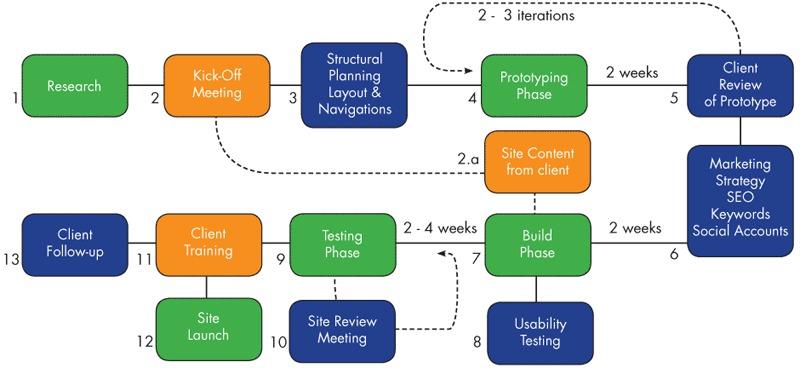 2 - 3 iterations
1
Research
2
Kick-Off
Meeting
3
Structural
Planning
Layout &
Navigations
4
Prototyping
Phase
2 weeks
5
Client
Review
of Prototype
2.a
Site Content
from client
Marketing
Strategy
SEO
Keywords
Social Accounts
6
2 weeks
7
Build
Phase
8
Usability
Testing
2 - 4 weeks
9
Testing
Phase
10
Site Review
Meeting
11
Client
Training
12
Site
Launch
13
Client
Follow-up